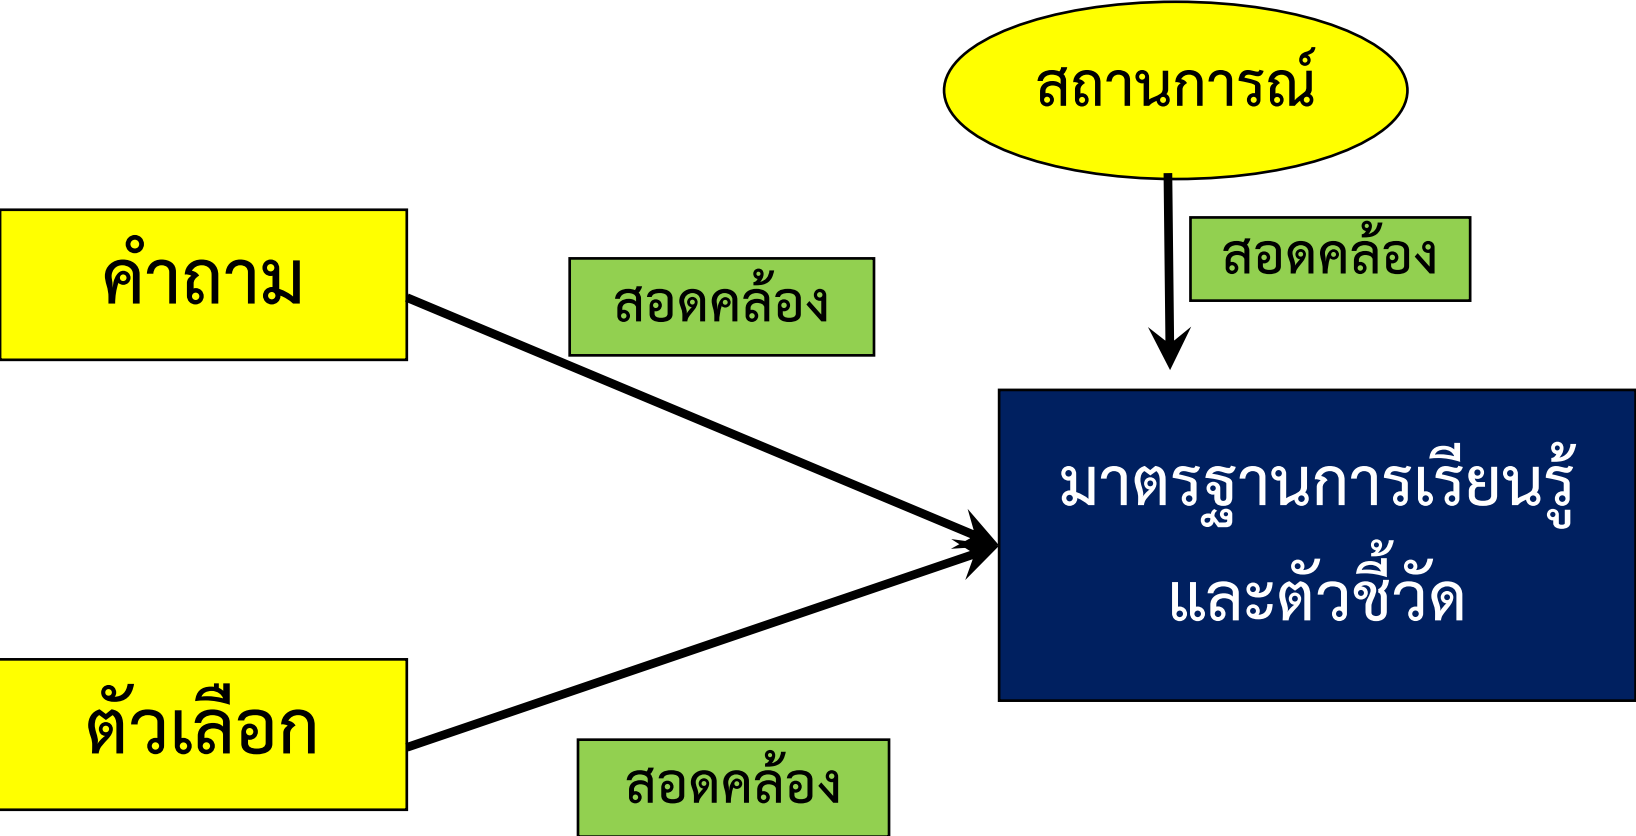 สถานการณ์
คำถาม
สอดคล้อง
สอดคล้อง
มาตรฐานการเรียนรู้
และตัวชี้วัด
ตัวเลือก
สอดคล้อง